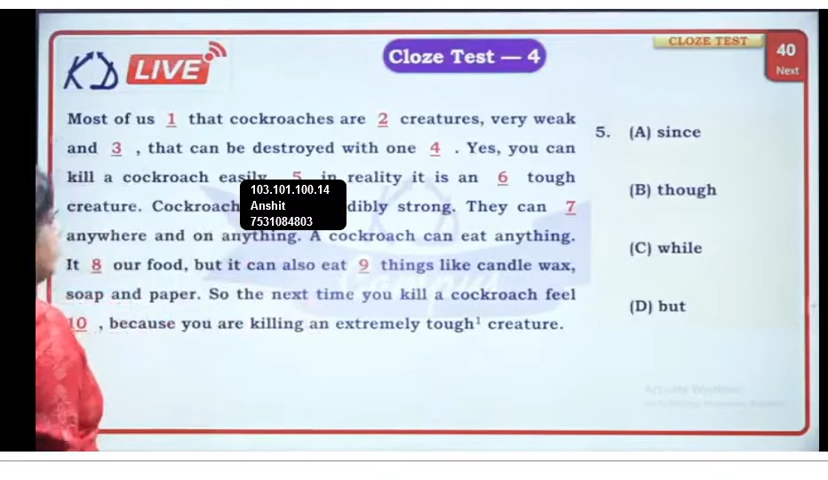 KD LIVE
Cloze Test — 4
CLOZE TEST
40
Next
Most of us 1 that cockroaches are 2 creatures, very weak
and 3 , that can be destroyed with one 4 . Yes, you can
kill a cockroach easily 5 in reality it is an 6 tough
creature. Cockroach dibly strong. They can 7
anywhere and on anything. A cockroach can eat anything.
It 8 our food, but it can also eat 9 things like candle wax,
soap and paper. So the next time you kill a cockroach feel
10 , because you are killing an extremely tough¹ creature.
103.101.100.14
Anshit
7531084803
5. (A) since
(B) though
(C) while
(D) but
KD
Campus
Activate Windows